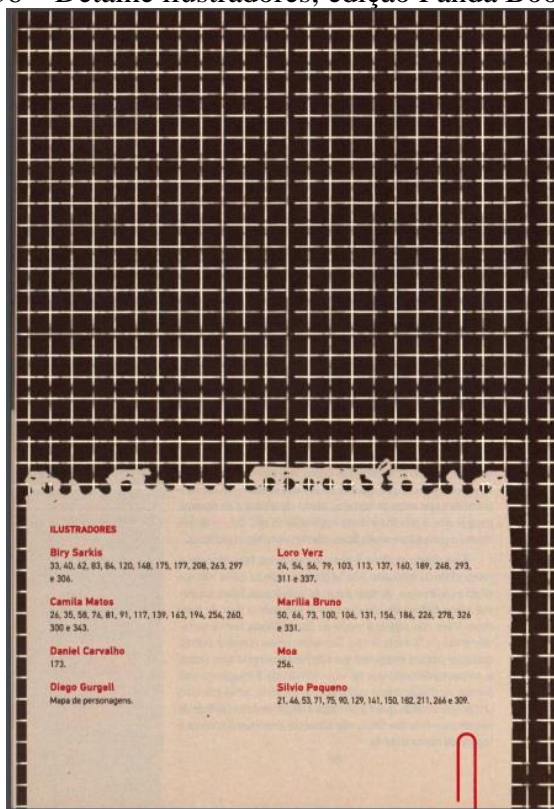 ILUSTRADORES
Biry Sarkis
33, 40, 62, 83, 84, 120, 148, 175, 177, 208, 263, 297
e 306.
Camila Matos
26, 35, 58, 76, 81, 91, 117, 139, 163, 194, 254, 260,
300 e 343.
Daniel Carvalho
173.
Diego Gurgell
Mapa de personagens.
Loro Verz
24, 54, 56, 79, 103, 113, 137, 160, 189, 248, 293,
311 e 337.
Marilia Bruno
50, 66, 73, 100, 106, 131, 156, 186, 226, 278, 326
e 331.
Moa
256.
Silvio Pequeno
21, 46, 53, 71, 75, 90, 129, 141, 150, 182, 211, 266 e 309.